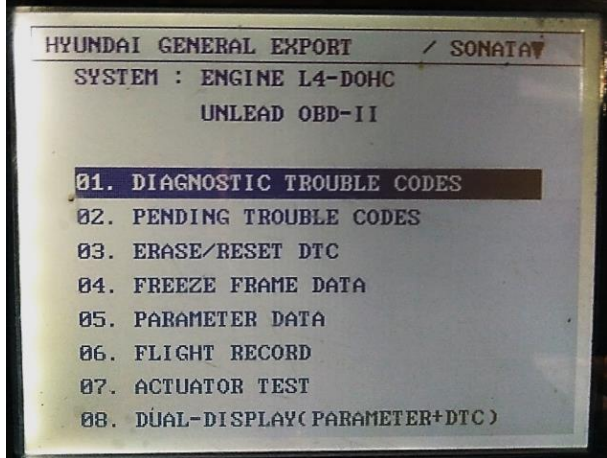 HYUNDAI GENERAL EXPORT / SONATA▼
SYSTEM : ENGINE L4-DOHC
UNLEAD OBD-II
01. DIAGNOSTIC TROUBLE CODES
02. PENDING TROUBLE CODES
03. ERASE/RESET DTC
04. FREEZE FRAME DATA
05. PARAMETER DATA
06. FLIGHT RECORD
07. ACTUATOR TEST
08. DUAL-DISPLAY(PARAMETER+DTC)